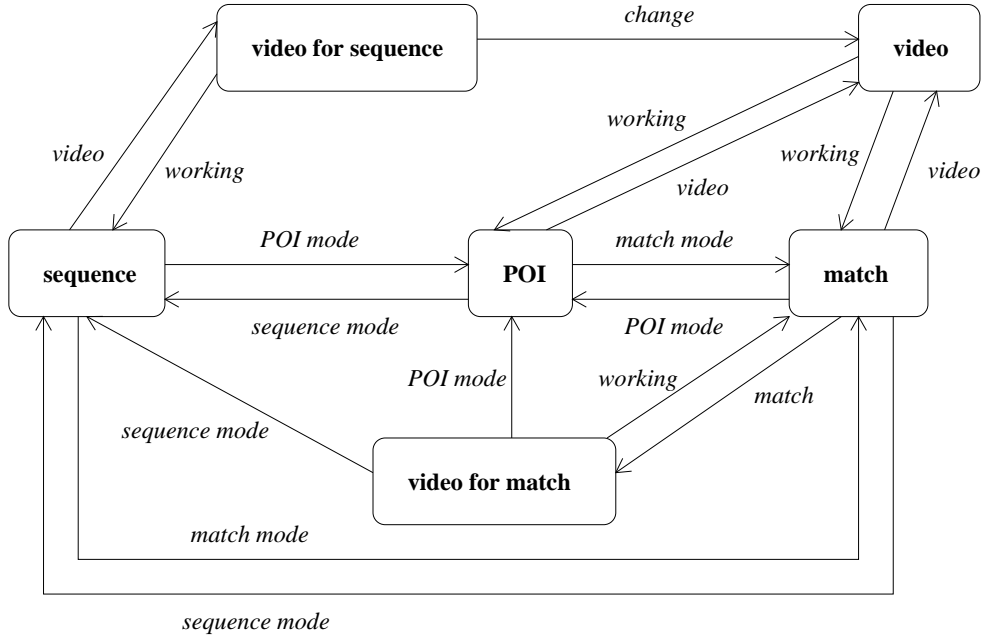 change
video for sequence
video
working
video
working
working
video
video
POI mode
match mode
sequence
POI
match
sequence mode
POI mode
POI mode
working
match
sequence mode
video for match
match mode
sequence mode